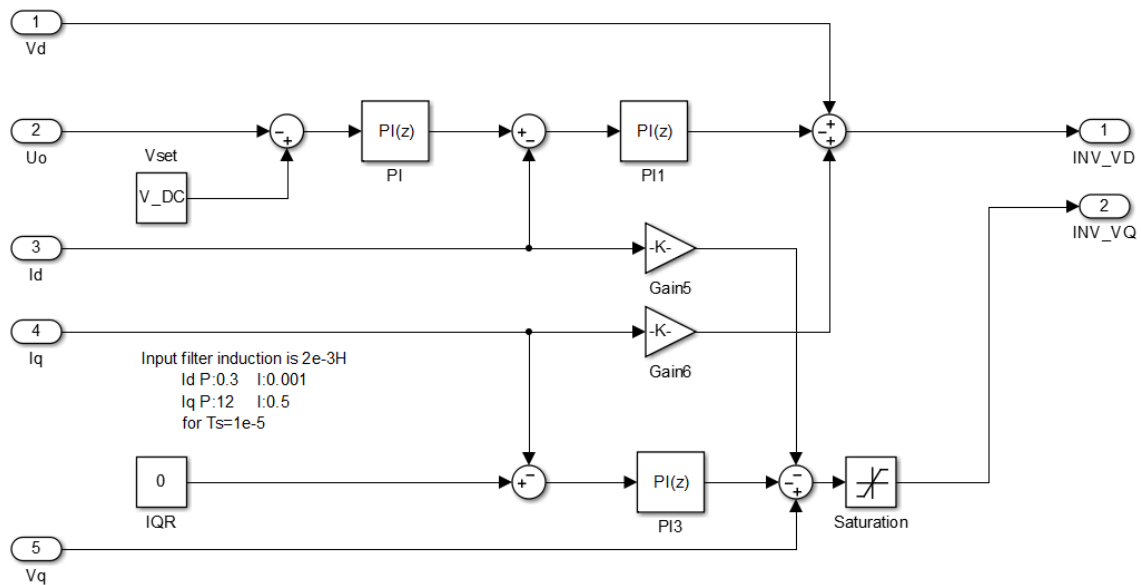 1
Vd
2
Uo
Vset
V_DC
-
+
PI(z)
PI
+
-
PI(z)
PI1
+
-
+
1
INV_VD
2
INV_VQ
3
Id
-K-
Gain5
4
Iq
-K-
Gain6
Input filter induction is 2e-3H
Id P:0.3 I:0.001
Iq P:12 I:0.5
for Ts=1e-5
0
IQR
-
+
PI(z)
PI3
-
-
+
Saturation
5
Vq